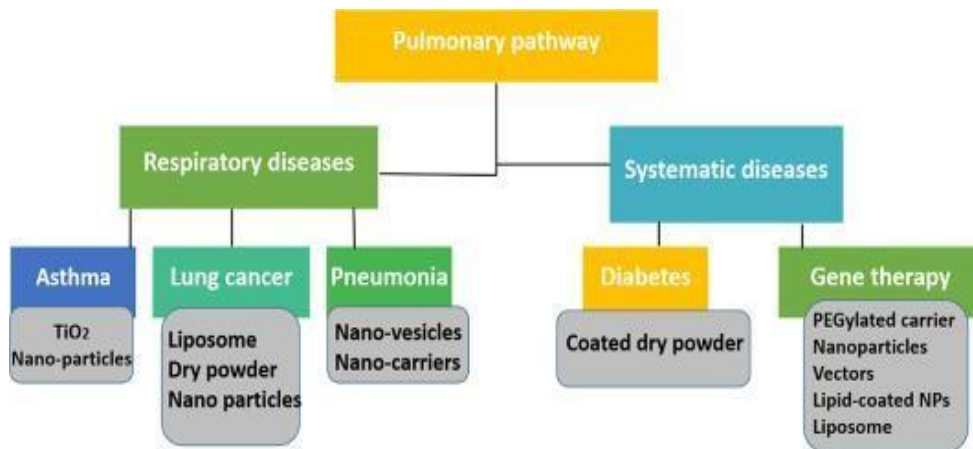 Pulmonary pathway
Respiratory diseases
Systematic diseases
Asthma
TiO₂
Nano-particles
Lung cancer
Liposome
Dry powder
Nano particles
Pneumonia
Nano-vesicles
Nano-carriers
Diabetes
Coated dry powder
Gene therapy
PEGylated carrier
Nanoparticles
Vectors
Lipid-coated NPs
Liposome